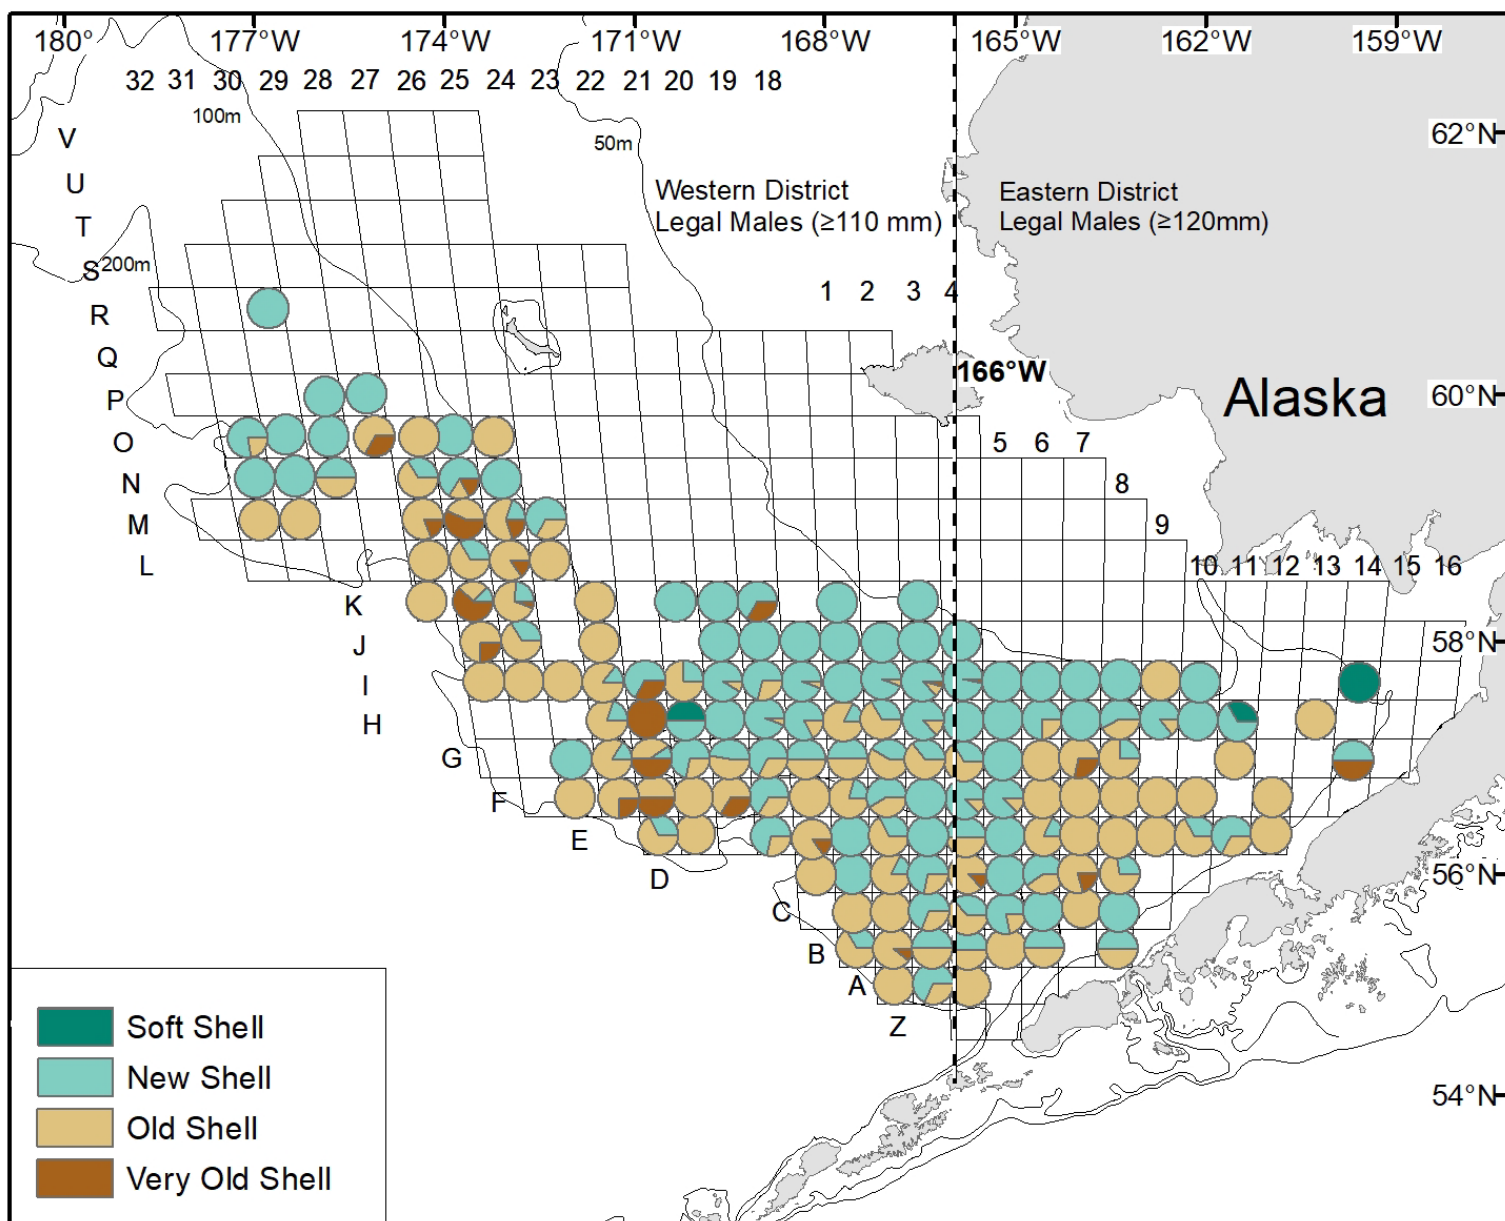 180° 177°W 174°W 171°W 168°W 165°W 162°W 159°W
32 31 30 29 28 27 26 25 24 23 22 21 20 19 18
100m
50m
62°N
V
U
Western District
Legal Males (≥110 mm)
Eastern District
Legal Males (≥120mm)
T
S
200m
1 2 3 4
R
Q
166°W
P
Alaska
60°N
O
5 6 7
N
8
M
9
L
10 11 12 13 14 15 16
K
J
58°N
I
H
G
F
E
D
56°N
C
B
A
Z
Soft Shell
New Shell
Old Shell
Very Old Shell
54°N